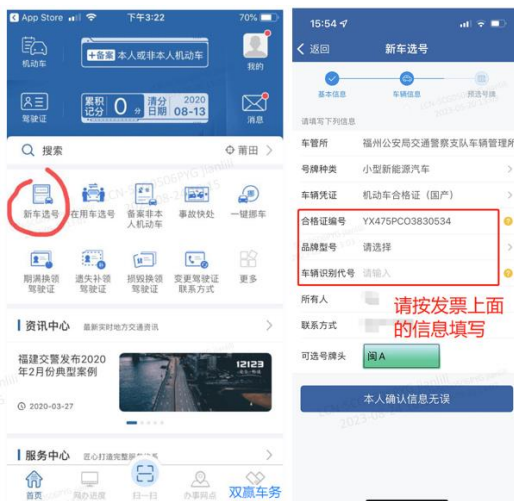 App Store
下午3:22
70%
机动车
+备案 本人或非本人机动车
我的
驾驶证
累积记分 0 分 清分日期 2020 08-13
消息
搜索
莆田
新车选号
在用车选号
备案非本人机动车
事故快处
一键挪车
期满换领驾驶证
遗失补领驾驶证
损毁换领驾驶证
变更驾驶证联系方式
更多
资讯中心 最新实时地方交通资讯
福建交警发布2020
年2月份典型案例
2020-03-27
12123
服务中心
首页
网办进度
扫一扫
办事网点
双赢车务
15:54
返回
新车选号
基本信息
车辆信息
预选号牌
请填写下列信息
车管所 福州公安局交通警察支队车辆管理所
号牌种类 小型新能源汽车
车辆凭证 机动车合格证（国产）
合格证编号 YX475PCO3830534
品牌型号 请选择
车辆识别代号 请输入
所有人
请按发票上面
联系方式
的信息填写
可选号牌头 闽A
本人确认信息无误